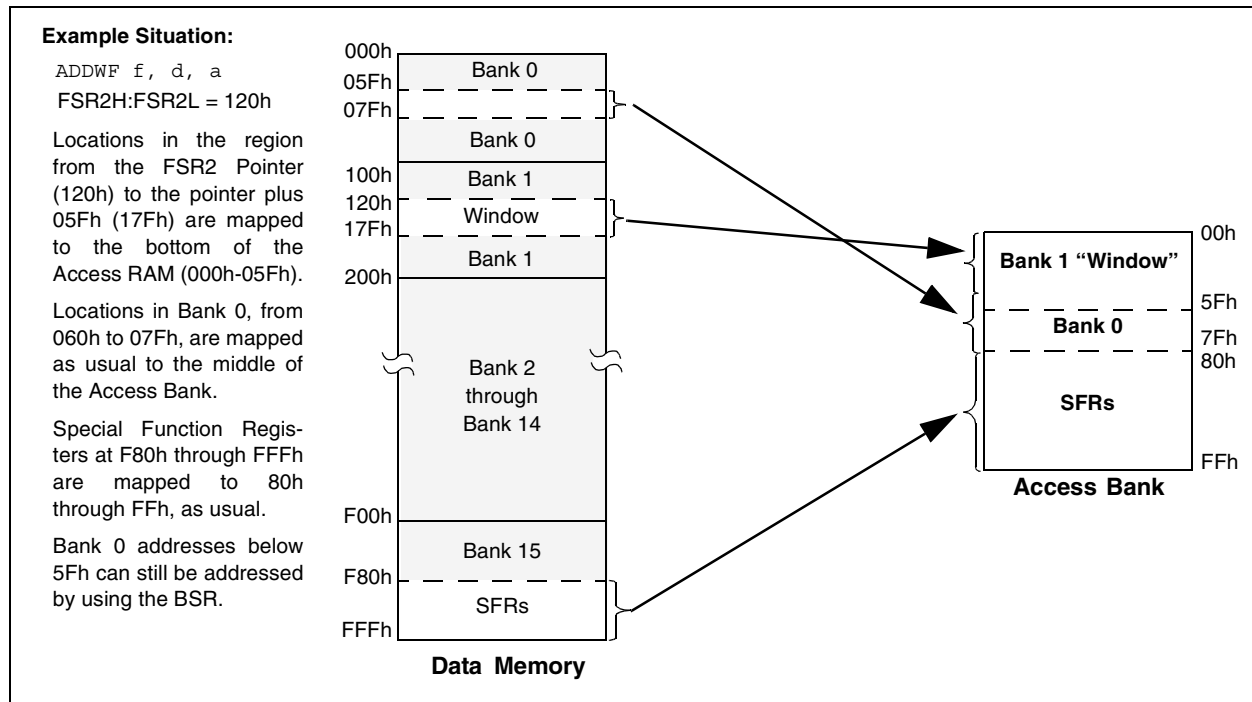 Example Situation:
ADDWF f, d, a
FSR2H:FSR2L = 120h
Locations in the region
from the FSR2 Pointer
(120h) to the pointer plus
05Fh (17Fh) are mapped
to the bottom of the
Access RAM (000h-05Fh).
Locations in Bank 0, from
060h to 07Fh, are mapped
as usual to the middle of
the Access Bank.
Special Function Regis-
ters at F80h through FFFh
are mapped to 80h
through FFh, as usual.
Bank 0 addresses below
5Fh can still be addressed
by using the BSR.
000h
Bank 0
05Fh
07Fh
Bank 0
100h
Bank 1
120h
Window
17Fh
Bank 1
200h
Bank 2
through
Bank 14
F00h
Bank 15
F80h
SFRs
FFFh
Data Memory
00h
Bank 1 “Window”
5Fh
Bank 0
7Fh
80h
SFRs
FFh
Access Bank